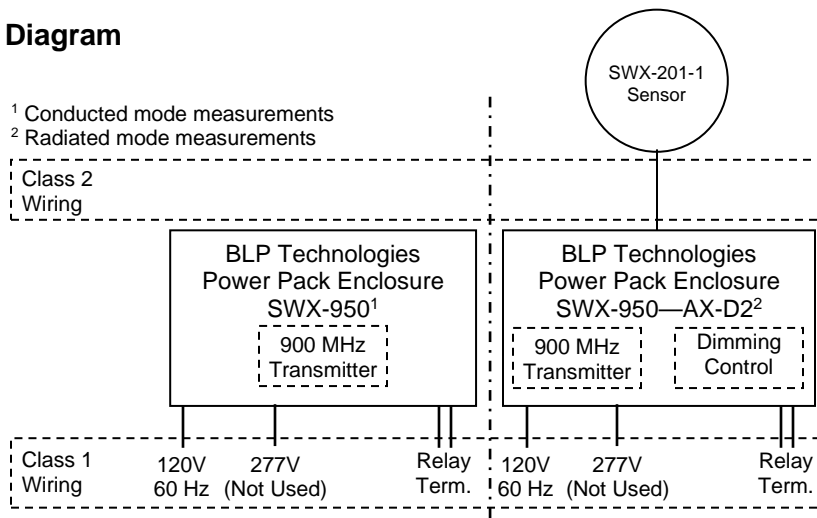 Diagram
SWX-201-1
Sensor
¹ Conducted mode measurements
² Radiated mode measurements
Class 2
Wiring
BLP Technologies
Power Pack Enclosure
SWX-950¹
900 MHz
Transmitter
BLP Technologies
Power Pack Enclosure
SWX-950—AX-D2²
900 MHz
Transmitter
Dimming
Control
Class 1
Wiring
120V
60 Hz
277V
(Not Used)
Relay
Term.
120V
60 Hz
277V
(Not Used)
Relay
Term.